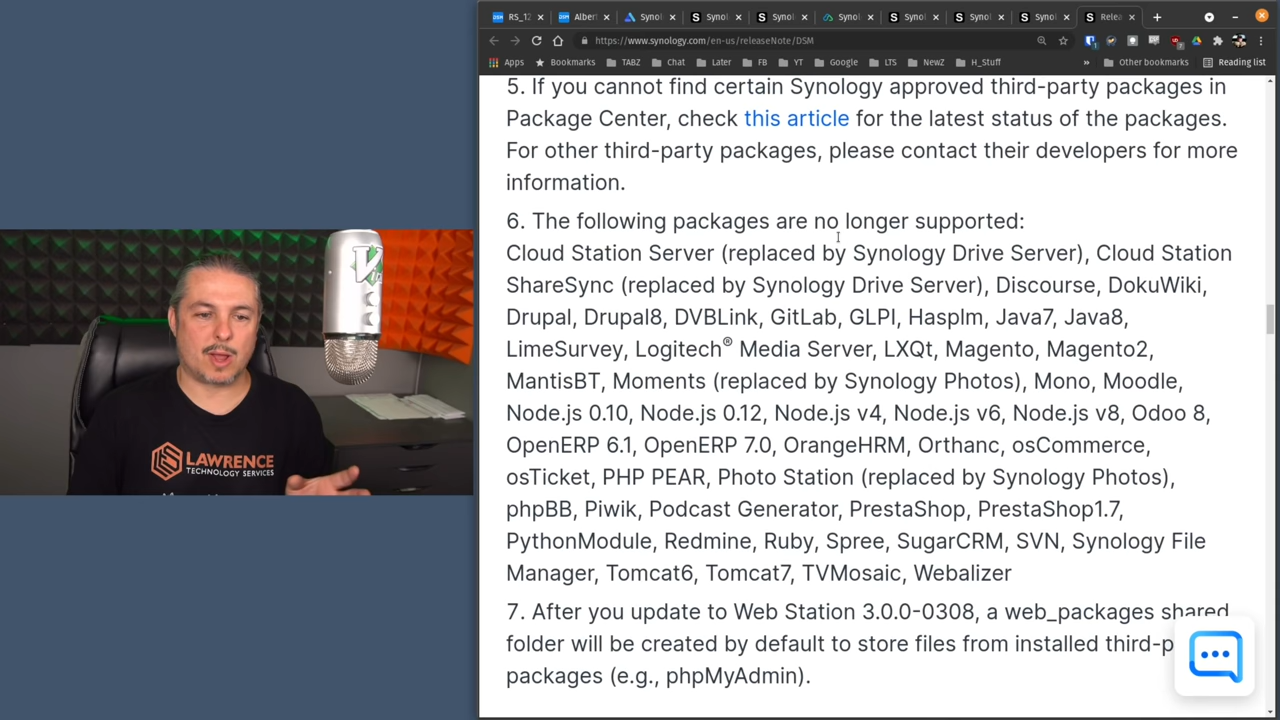 RS_12
Albert
Synol
Synol
Synol
Synol
Synol
Synol
Synol
Relea
https://www.synology.com/en-us/releaseNote/DSM
Apps
Bookmarks
TABZ
Chat
Later
FB
YT
Google
LTS
NewZ
H_Stuff
»
Other bookmarks
Reading list
5. If you cannot find certain Synology approved third-party packages in
Package Center, check this article for the latest status of the packages.
For other third-party packages, please contact their developers for more
information.
6. The following packages are no longer supported:
Cloud Station Server (replaced by Synology Drive Server), Cloud Station
ShareSync (replaced by Synology Drive Server), Discourse, DokuWiki,
Drupal, Drupal8, DVBLink, GitLab, GLPI, Hasplm, Java7, Java8,
LimeSurvey, Logitech® Media Server, LXQt, Magento, Magento2,
MantisBT, Moments (replaced by Synology Photos), Mono, Moodle,
Node.js 0.10, Node.js 0.12, Node.js v4, Node.js v6, Node.js v8, Odoo 8,
OpenERP 6.1, OpenERP 7.0, OrangeHRM, Orthanc, osCommerce,
osTicket, PHP PEAR, Photo Station (replaced by Synology Photos),
phpBB, Piwik, Podcast Generator, PrestaShop, PrestaShop1.7,
PythonModule, Redmine, Ruby, Spree, SugarCRM, SVN, Synology File
Manager, Tomcat6, Tomcat7, TVMosaic, Webalizer
7. After you update to Web Station 3.0.0-0308, a web_packages shared
folder will be created by default to store files from installed third-p
packages (e.g., phpMyAdmin).
LAWRENCE
TECHNOLOGY SERVICES